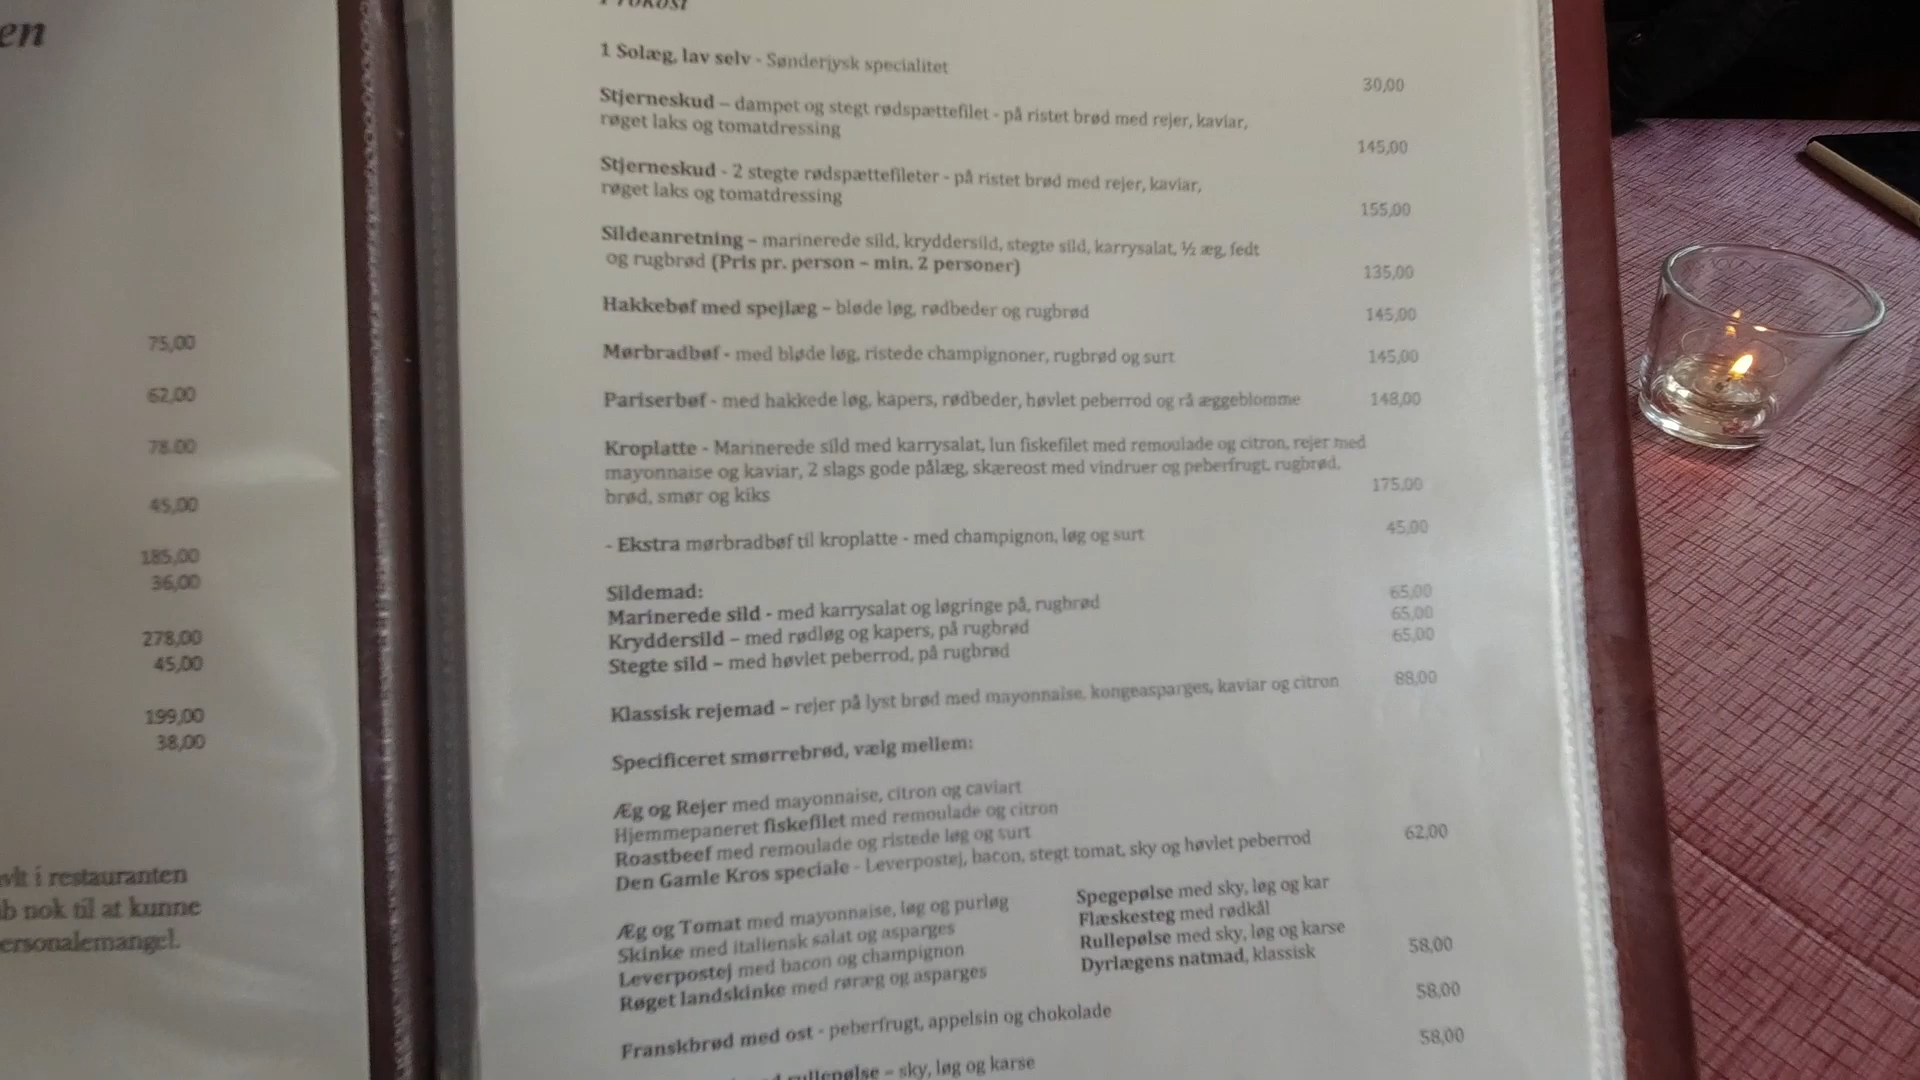 en
75,00
62,00
78.00
45,00
185,00
36,00
278,00
45,00
199,00
38,00
i restauranten
nok til at kunne
1 Solæg, lav selv - Sønderjysk specialitet
30,00
Stjerneskud – dampet og stegt rødspættefilet - på ristet brød med rejer, kaviar,
røget laks og tomatdressing
145,00
Stjerneskud - 2 stegte rødspættefileter - på ristet brød med rejer, kaviar,
røget laks og tomatdressing
155,00
Sildeanretning – marinerede sild, kryddersild, stegte sild, karrysalat, ½ æg, fedt
og rugbrød (Pris pr. person – min. 2 personer)
135,00
Hakkebøf med spejlæg – bløde løg, rødbeder og rugbrød 145,00
Mørbradbøf - med bløde løg, ristede champignoner, rugbrød og surt 145,00
Pariserbøf - med hakkede løg, kapers, rødbeder, høvlet peberrod og rå æggeblomme 148,00
Kroplatte - Marinerede sild med karrysalat, lun fiskefilet med remoulade og citron, rejer med
mayonnaise og kaviar, 2 slags gode pålæg, skæreost med vindruer og peberfrugt, rugbrød,
brød, smør og kiks 175,00
- Ekstra mørbradbøf til kroplatte - med champignon, løg og surt 45,00
Sildemad:
Marinerede sild - med karrysalat og løgringe på, rugbrød 65,00
Kryddersild – med rødløg og kapers, på rugbrød 65,00
Stegte sild – med høvlet peberrod, på rugbrød 65,00
Klassisk rejemad – rejer på lyst brød med mayonnaise, kongeasparges, kaviar og citron 88,00
Specificeret smørrebrød, vælg mellem:
Æg og Rejer med mayonnaise, citron og caviart
Hjemmepaneret fiskefilet med remoulade og citron
Roastbeef med remoulade og ristede løg og surt
Den Gamle Kros speciale - Leverpostej, bacon, stegt tomat, sky og høvlet peberrod 62,00
Æg og Tomat med mayonnaise, løg og purløg
Skinke med italiensk salat og asparges
Leverpostej med bacon og champignon
Røget landskinke med røræg og asparges
Spegepølse med sky, løg og kar
Flæskesteg med rødkål
Rullepølse med sky, løg og karse
Dyrlægens natmad, klassisk 58,00
Franskbrød med ost - peberfrugt, appelsin og chokolade 58,00
rullepølse – sky, løg og karse 58,00